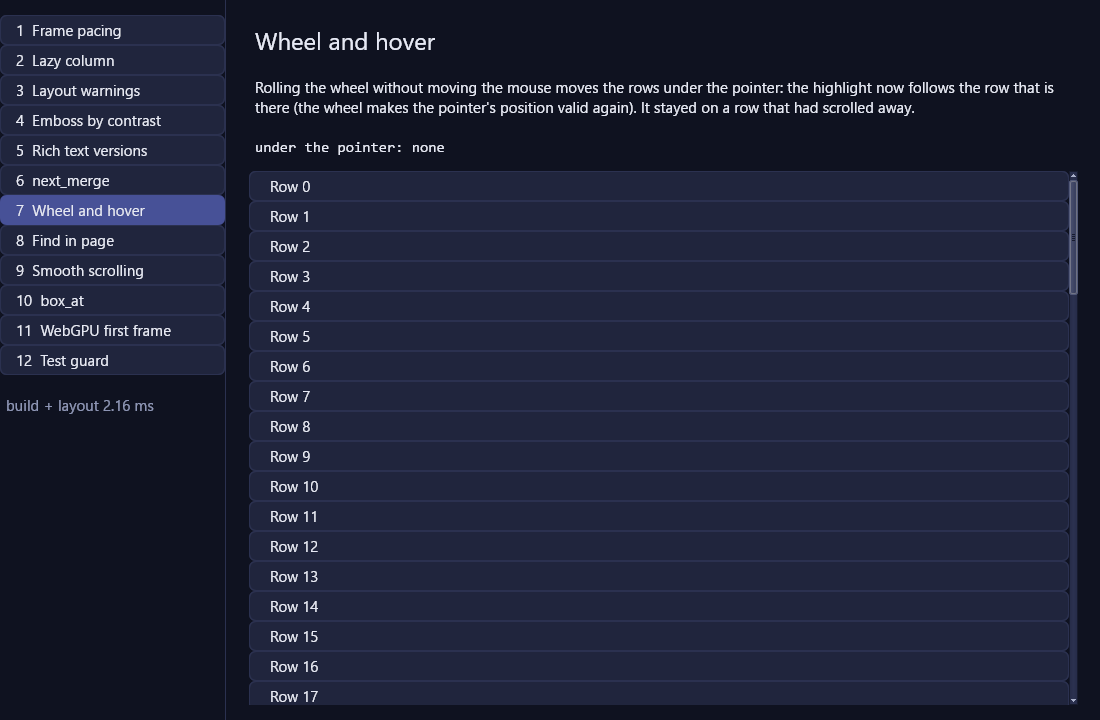 1 Frame pacing
2 Lazy column
3 Layout warnings
4 Emboss by contrast
5 Rich text versions
6 next_merge
7 Wheel and hover
8 Find in page
9 Smooth scrolling
10 box_at
11 WebGPU first frame
12 Test guard
build + layout 2.16 ms
Wheel and hover
Rolling the wheel without moving the mouse moves the rows under the pointer: the highlight now follows the row that is
there (the wheel makes the pointer's position valid again). It stayed on a row that had scrolled away.
under the pointer: none
Row 0
Row 1
Row 2
Row 3
Row 4
Row 5
Row 6
Row 7
Row 8
Row 9
Row 10
Row 11
Row 12
Row 13
Row 14
Row 15
Row 16
Row 17